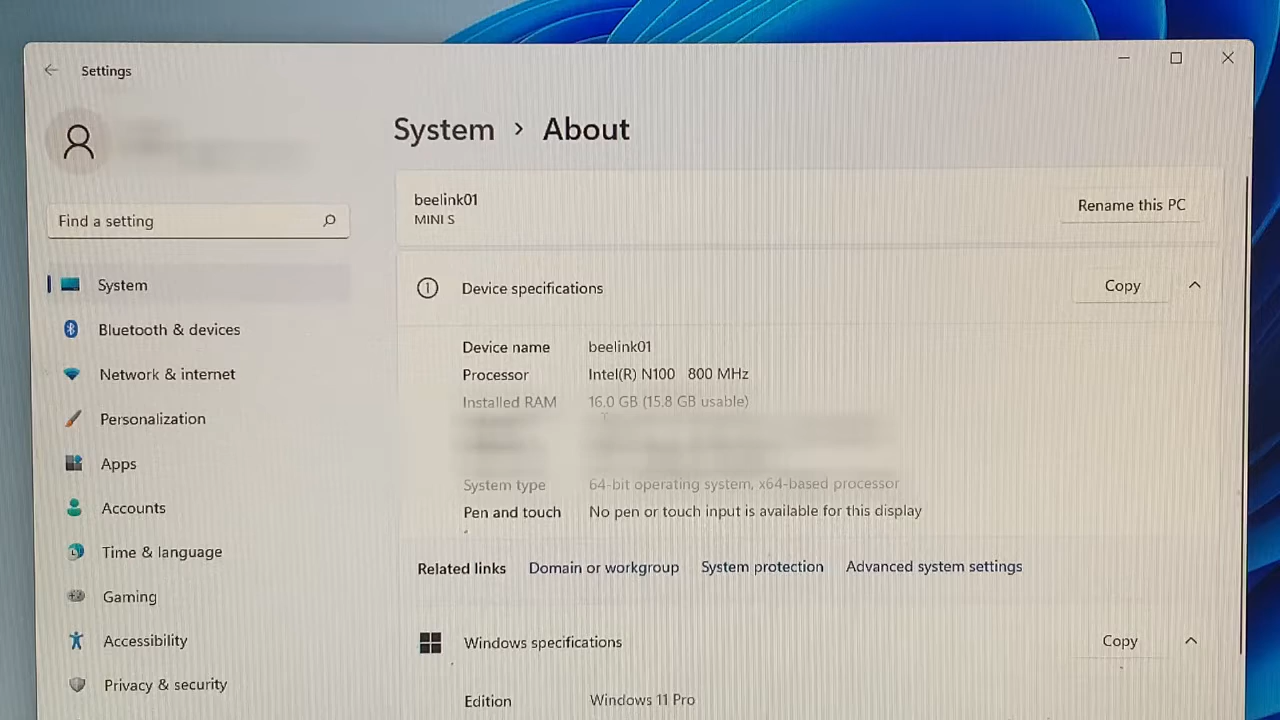 Settings
System > About
beelink01
MINI S
Rename this PC
Find a setting
System
Bluetooth & devices
Network & internet
Personalization
Apps
Accounts
Time & language
Gaming
Accessibility
Privacy & security
Device specifications
Copy
Device name beelink01
Processor Intel(R) N100 800 MHz
Installed RAM 16.0 GB (15.8 GB usable)
System type 64-bit operating system, x64-based processor
Pen and touch No pen or touch input is available for this display
Related links Domain or workgroup System protection Advanced system settings
Windows specifications
Copy
Edition Windows 11 Pro